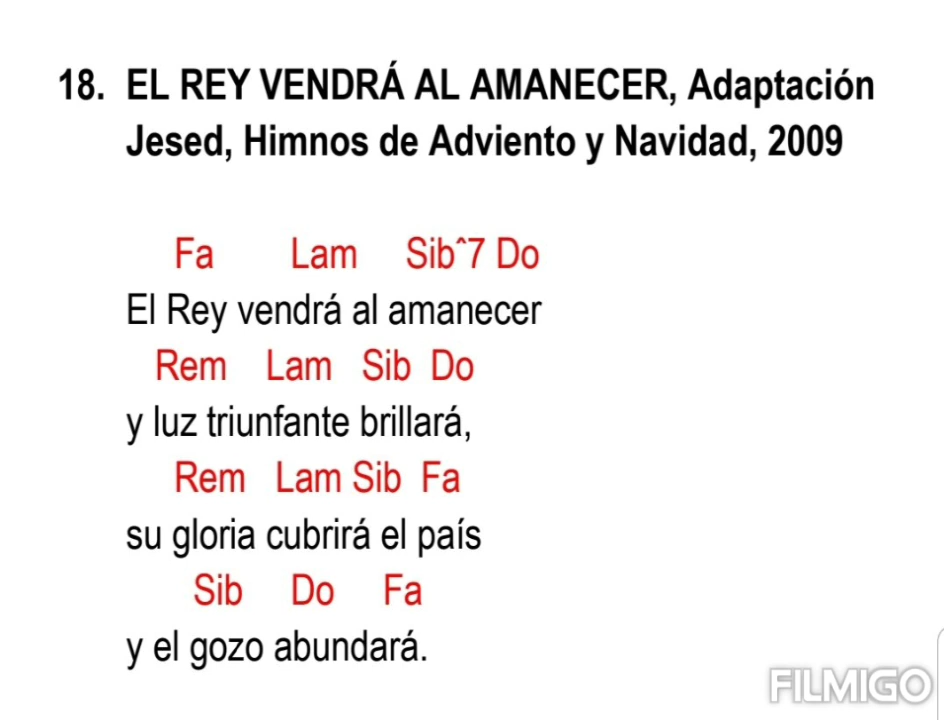 18. EL REY VENDRÁ AL AMANECER, Adaptación
Jesed, Himnos de Adviento y Navidad, 2009
Fa Lam Sib^7 Do
El Rey vendrá al amanecer
Rem Lam Sib Do
y luz triunfante brillará,
Rem Lam Sib Fa
su gloria cubrirá el país
Sib Do Fa
y el gozo abundará.
FILMIGO